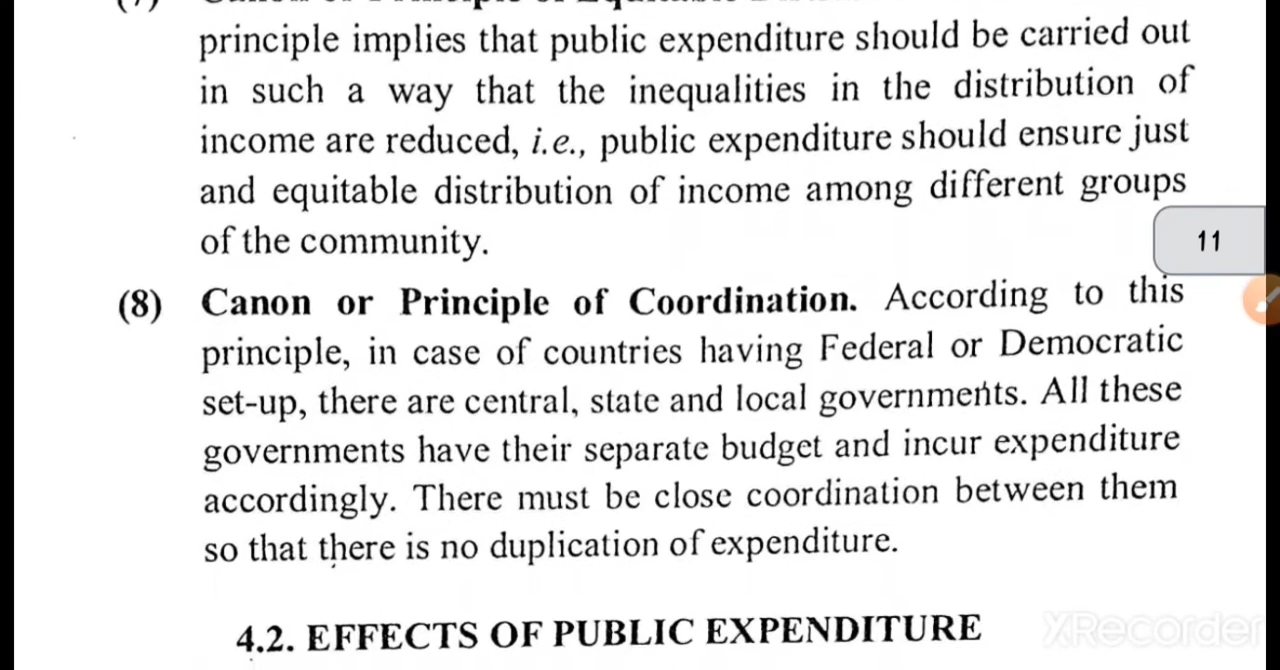 principle implies that public expenditure should be carried out
in such a way that the inequalities in the distribution of
income are reduced, i.e., public expenditure should ensure just
and equitable distribution of income among different groups
of the community.
11
(8) Canon or Principle of Coordination. According to this
principle, in case of countries having Federal or Democratic
set-up, there are central, state and local governments. All these
governments have their separate budget and incur expenditure
accordingly. There must be close coordination between them
so that there is no duplication of expenditure.
4.2. EFFECTS OF PUBLIC EXPENDITURE
XRecorder